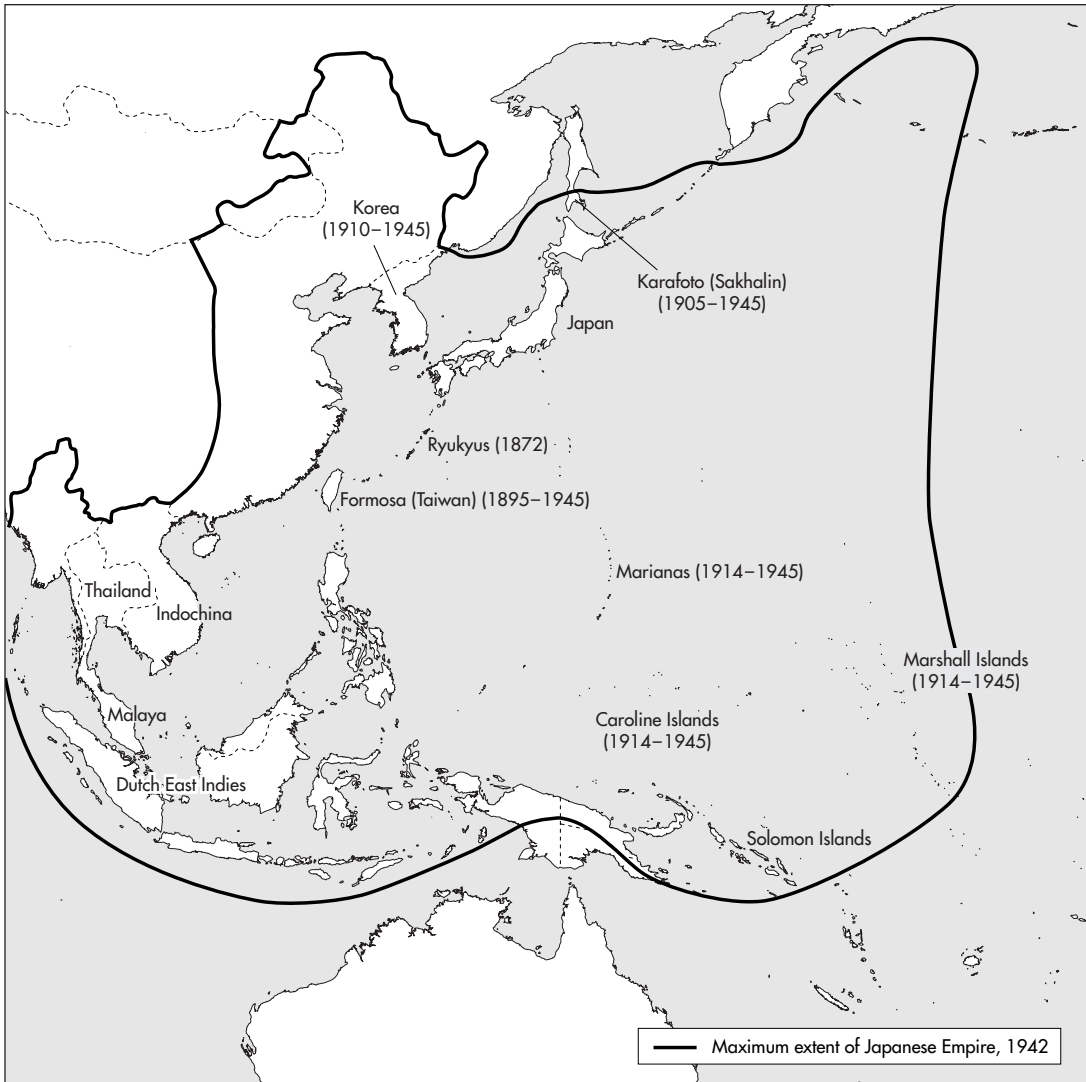 Korea
(1910–1945)
Karafoto (Sakhalin)
(1905–1945)
Japan
Ryukyus (1872)
Formosa (Taiwan) (1895–1945)
Marianas (1914–1945)
Thailand
Indochina
Marshall Islands
(1914–1945)
Malaya
Caroline Islands
(1914–1945)
Dutch East Indies
Solomon Islands
Maximum extent of Japanese Empire, 1942